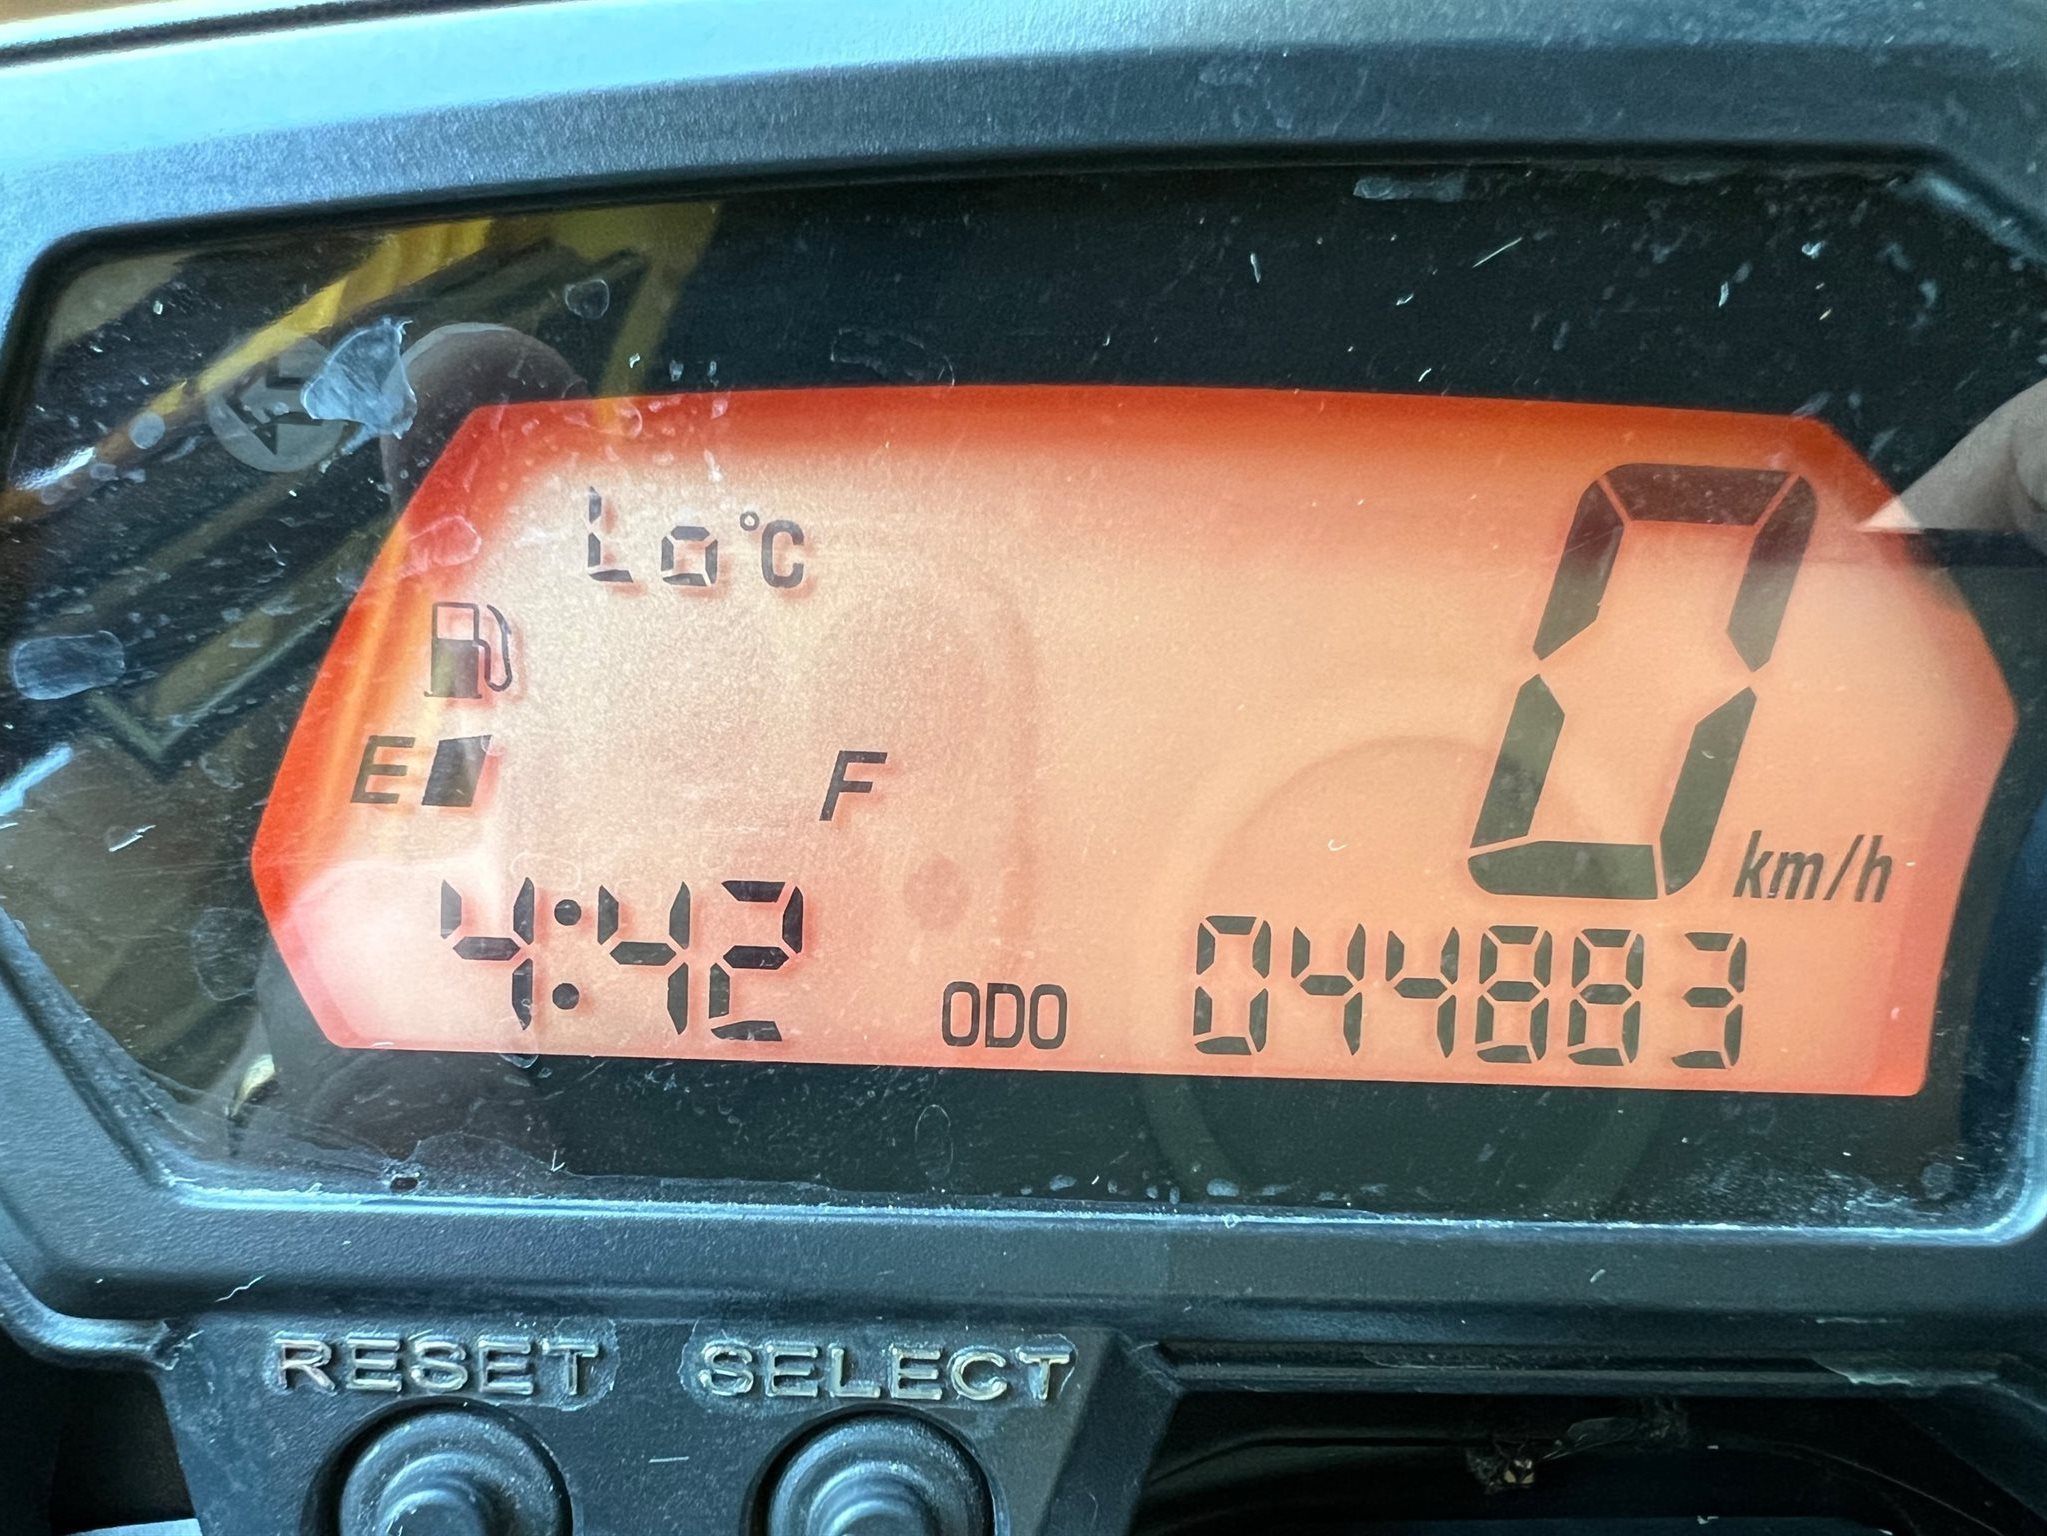 Lo°C
0 km/h
E F
4:42 ODO 044883
RESET SELECT